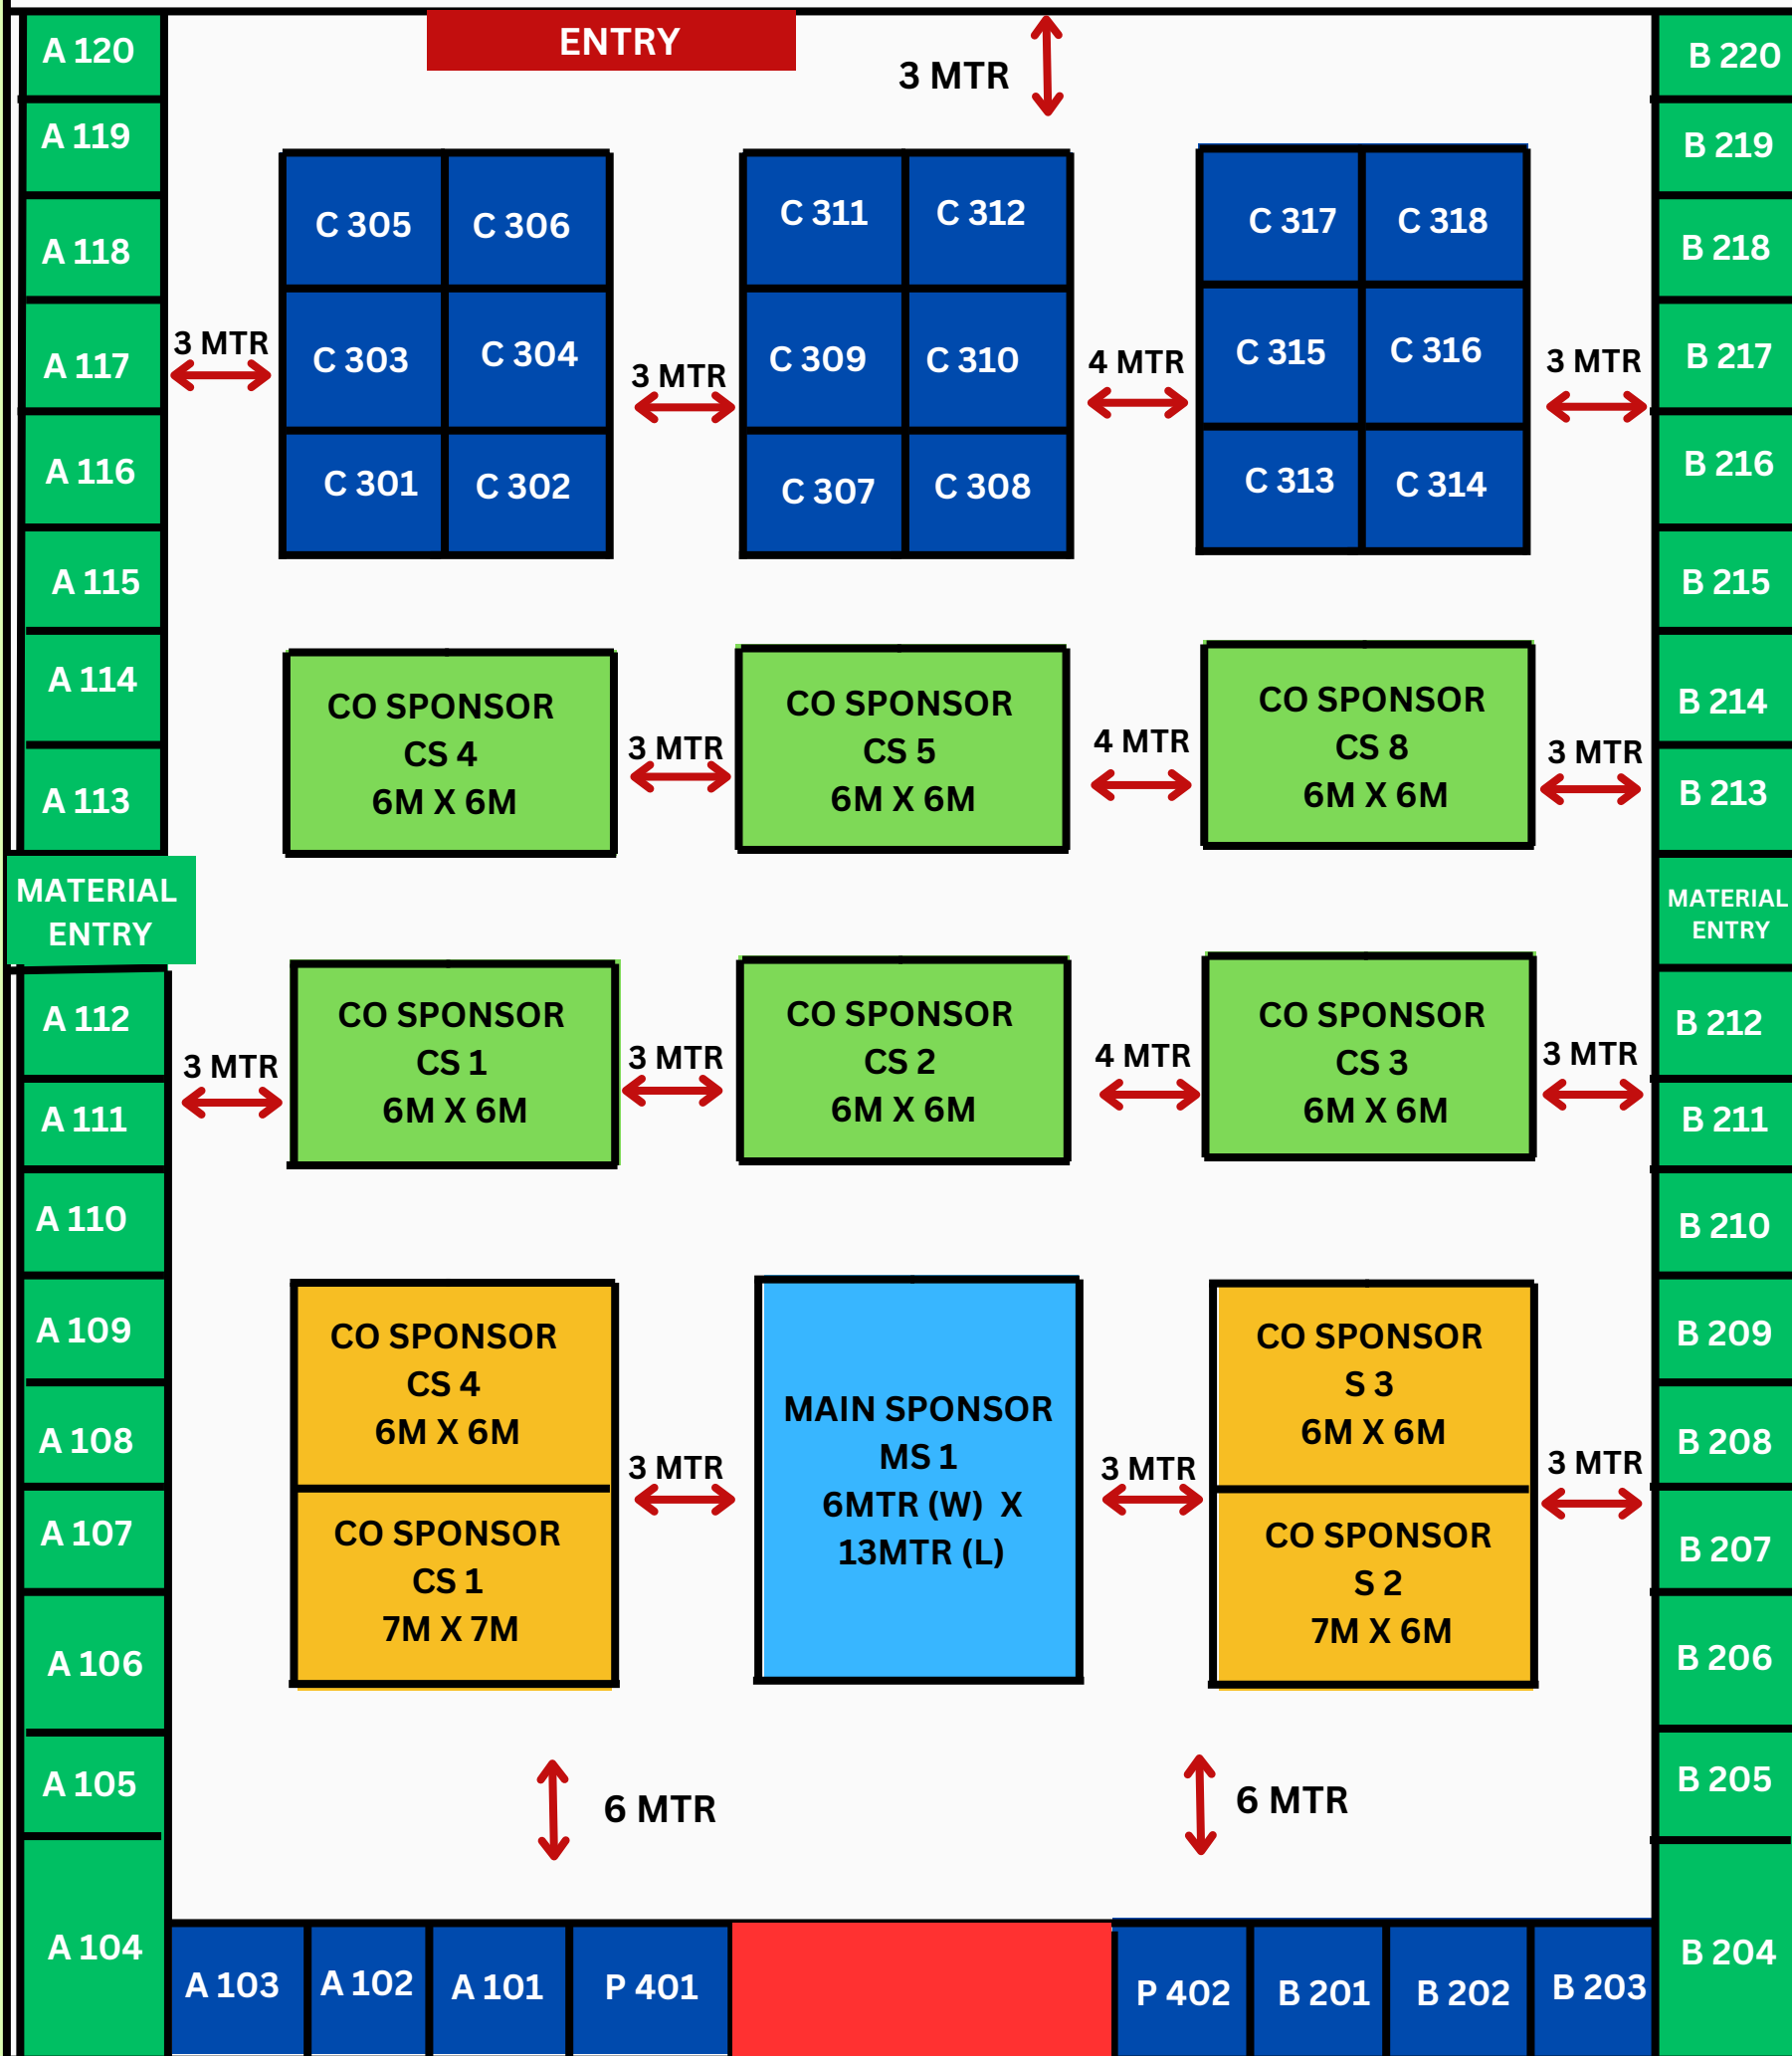 ENTRY
3 MTR
A 120
A 119
A 118
A 117
A 116
A 115
A 114
A 113
MATERIAL
ENTRY
A 112
A 111
A 110
A 109
A 108
A 107
A 106
A 105
A 104
C 305
C 306
C 303
C 304
C 301
C 302
C 311
C 312
C 309
C 310
C 307
C 308
C 317
C 318
C 315
C 316
C 313
C 314
3 MTR
3 MTR
4 MTR
3 MTR
CO SPONSOR
CS 4
6M X 6M
3 MTR
CO SPONSOR
CS 5
6M X 6M
4 MTR
CO SPONSOR
CS 8
6M X 6M
3 MTR
3 MTR
CO SPONSOR
CS 1
6M X 6M
3 MTR
CO SPONSOR
CS 2
6M X 6M
4 MTR
CO SPONSOR
CS 3
6M X 6M
3 MTR
CO SPONSOR
CS 4
6M X 6M
CO SPONSOR
CS 1
7M X 7M
3 MTR
MAIN SPONSOR
MS 1
6MTR (W) X
13MTR (L)
3 MTR
CO SPONSOR
S 3
6M X 6M
CO SPONSOR
S 2
7M X 6M
3 MTR
6 MTR
6 MTR
B 220
B 219
B 218
B 217
B 216
B 215
B 214
B 213
MATERIAL
ENTRY
B 212
B 211
B 210
B 209
B 208
B 207
B 206
B 205
B 204
A 103
A 102
A 101
P 401
P 402
B 201
B 202
B 203